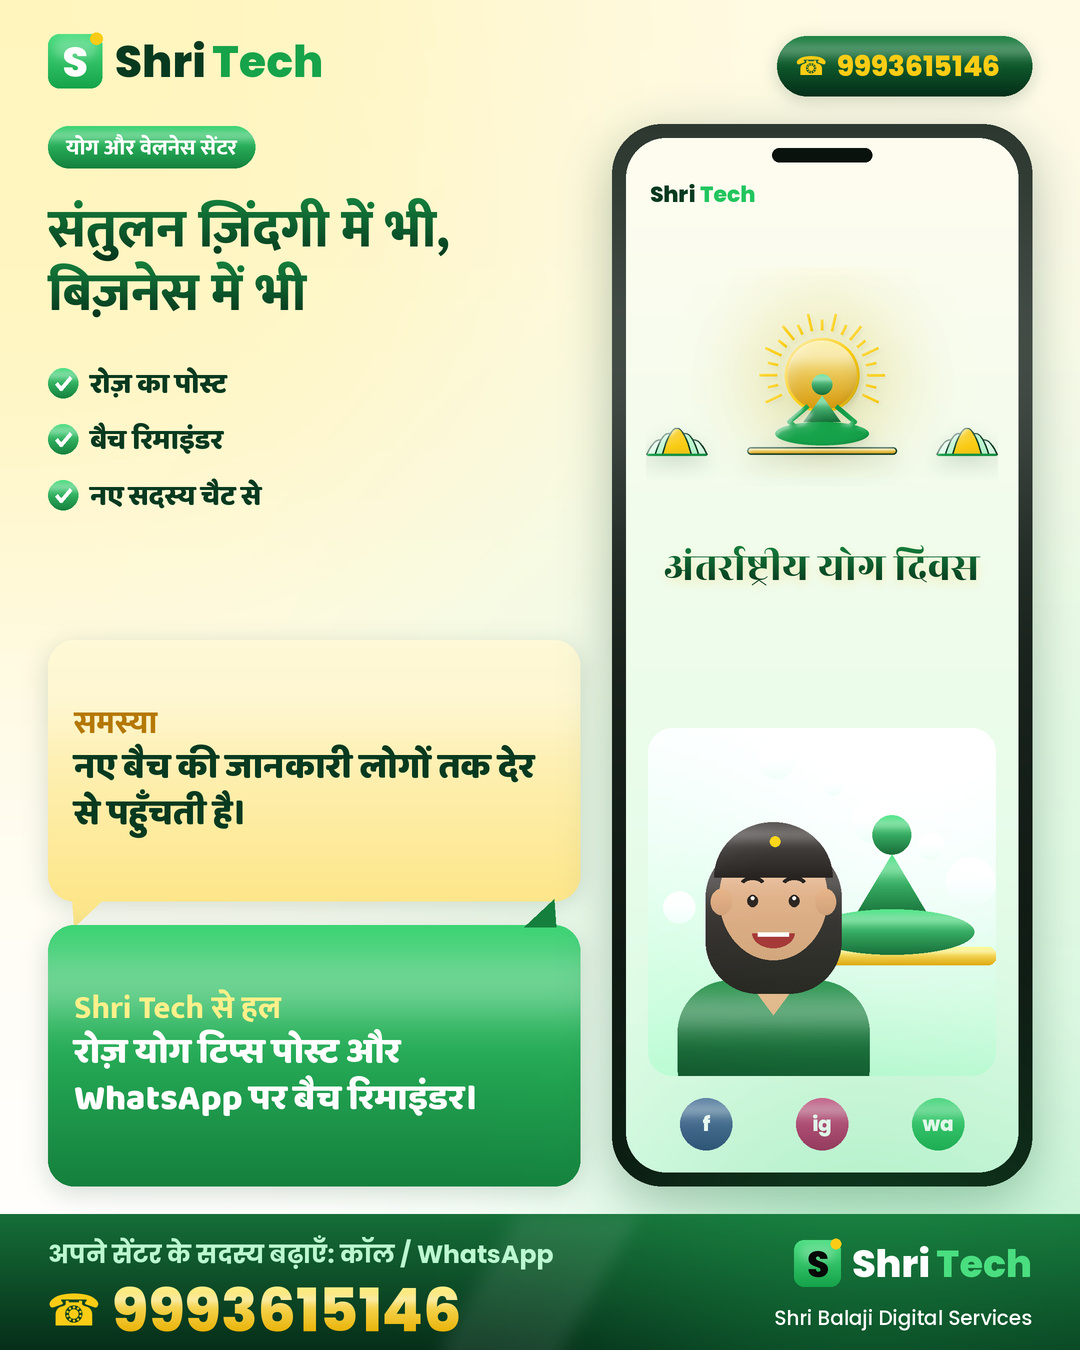 S Shri Tech
☎ 9993615146
योग और वेलनेस सेंटर
संतुलन ज़िंदगी में भी,
बिज़नेस में भी
रोज़ का पोस्ट
बैच रिमाइंडर
नए सदस्य चैट से
समस्या
नए बैच की जानकारी लोगों तक देर
से पहुँचती है।
Shri Tech से हल
रोज़ योग टिप्स पोस्ट और
WhatsApp पर बैच रिमाइंडर।
Shri Tech
अंतर्राष्ट्रीय योग दिवस
f ig wa
अपने सेंटर के सदस्य बढ़ाएँ: कॉल / WhatsApp
☎ 9993615146
S Shri Tech
Shri Balaji Digital Services